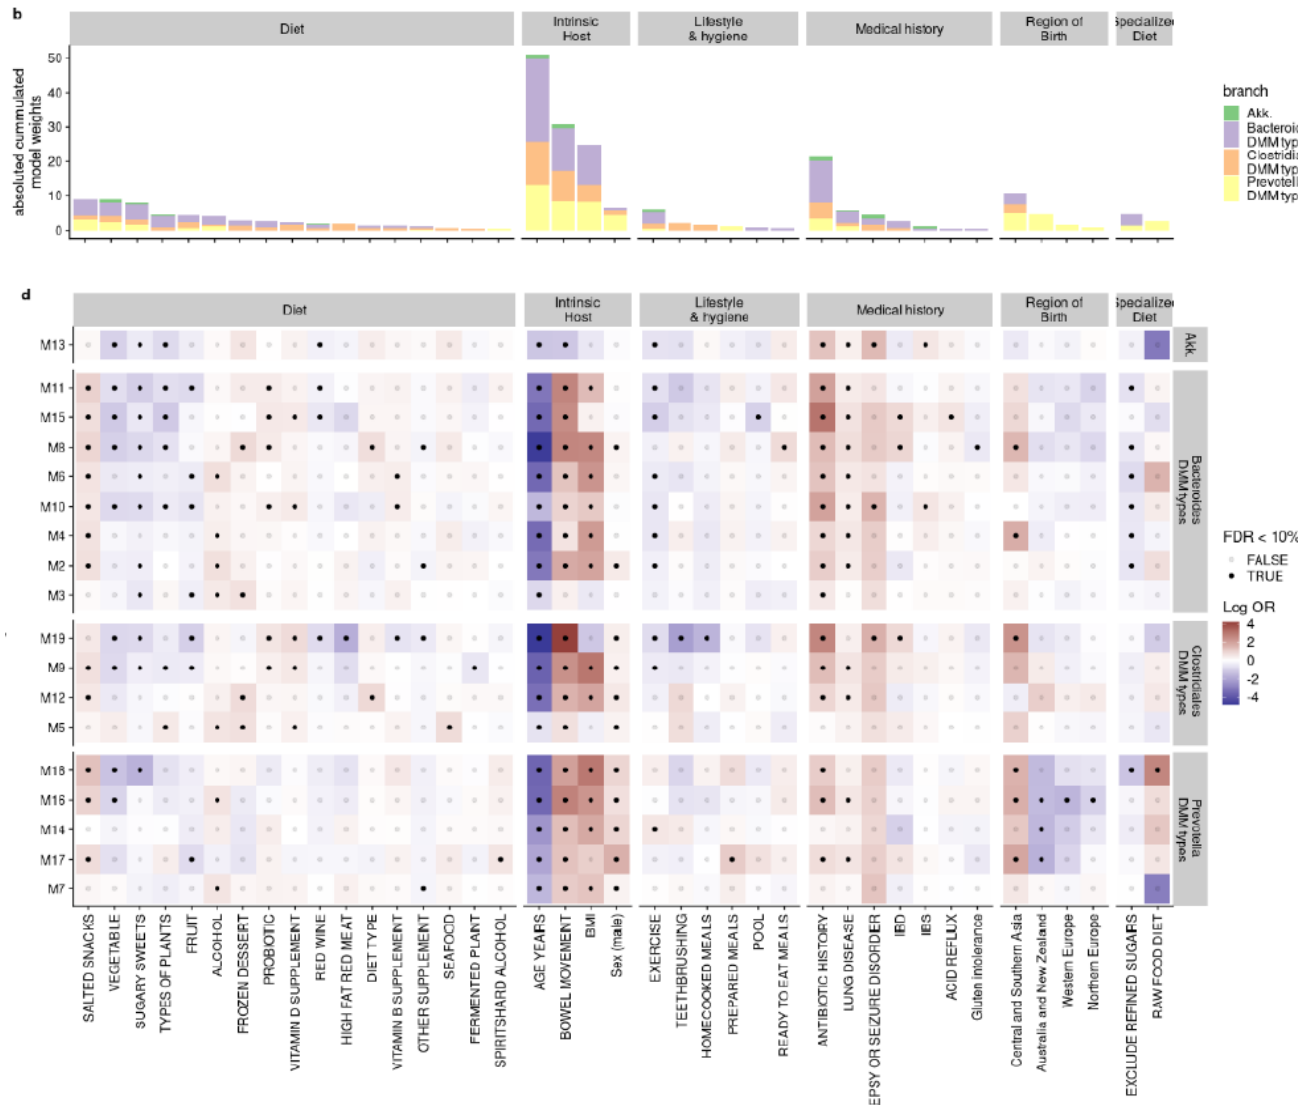 b
Diet
Intrinsic
Host
Lifestyle
& hygiene
Medical history
Region of
Birth
Specialized
Diet
absoluted cummulated
model weights
50
40
30
20
10
0
branch
Akk.
Bacteroid
DMM typ
Clostridia
DMM typ
Prevotella
DMM typ
d
Diet
Intrinsic
Host
Lifestyle
& hygiene
Medical history
Region of
Birth
Specialized
Diet
M13
Akk.
M11
M15
M8
M6
M10
M4
M2
M3
Bacteroides
DMM types
M19
M9
M12
M5
Clostridiales
DMM types
M18
M16
M14
M17
M7
Prevotella
DMM types
FDR < 10%
FALSE
TRUE
Log OR
4
2
0
-2
-4
SALTED SNACKS
VEGETABLE
SUGARY SWEETS
TYPES OF PLANTS
FRUIT
ALCOHOL
FROZEN DESSERT
PROBIOTIC
VITAMIN D SUPPLEMENT
RED WINE
HIGH FAT RED MEAT
DIET TYPE
VITAMIN B SUPPLEMENT
OTHER SUPPLEMENT
SEAFOOD
FERMENTED PLANT
SPIRITSHARD ALCOHOL
AGE YEARS
BOWEL MOVEMENT
BMI
Sex (male)
EXERCISE
TEETHBRUSHING
HOMECOOKED MEALS
PREPARED MEALS
POOL
READY TO EAT MEALS
ANTIBIOTIC HISTORY
LUNG DISEASE
EPSY OR SEIZURE DISORDER
IBD
IBS
ACID REFLUX
Gluten intolerance
Central and Southern Asia
Australia and New Zealand
Western Europe
Northern Europe
EXCLUDE REFINED SUGARS
RAW FOOD DIET